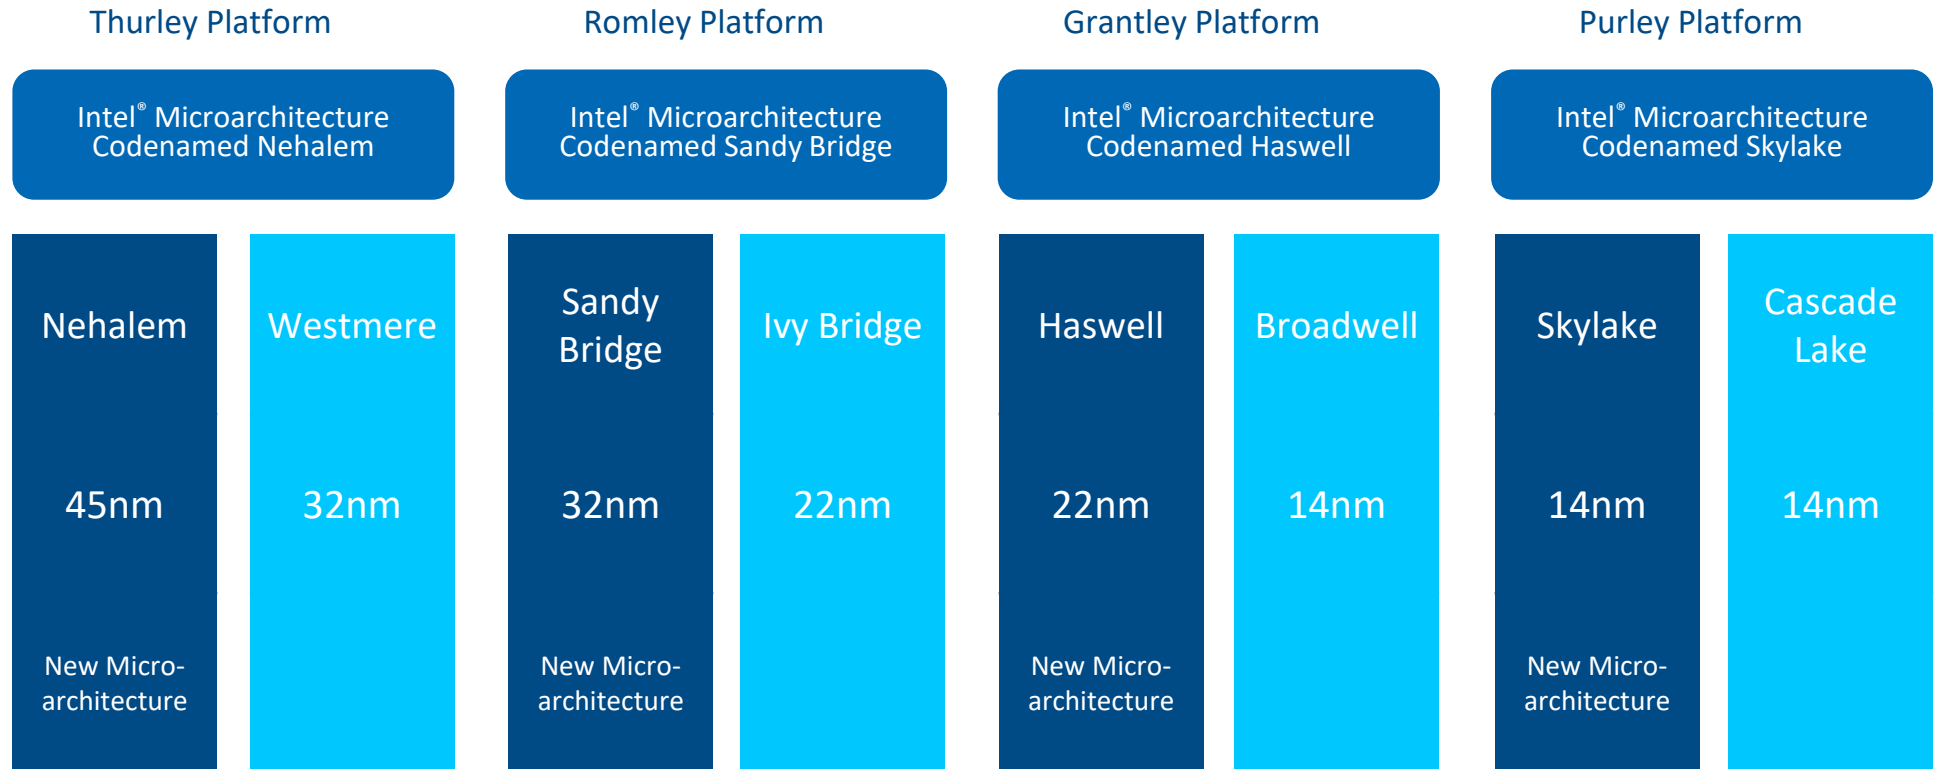 Thurley Platform
Romley Platform
Grantley Platform
Purley Platform
Intel® Microarchitecture
Codenamed Nehalem
Intel® Microarchitecture
Codenamed Sandy Bridge
Intel® Microarchitecture
Codenamed Haswell
Intel® Microarchitecture
Codenamed Skylake
Nehalem
Westmere
Sandy
Bridge
Ivy Bridge
Haswell
Broadwell
Skylake
Cascade
Lake
45nm
32nm
32nm
22nm
22nm
14nm
14nm
14nm
New Micro-
architecture
New Micro-
architecture
New Micro-
architecture
New Micro-
architecture